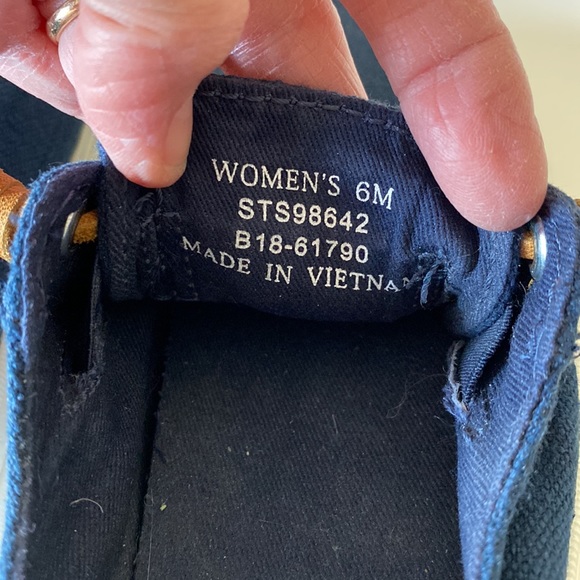 WOMEN'S 6M
STS98642
B18-61790
MADE IN VIETNAM